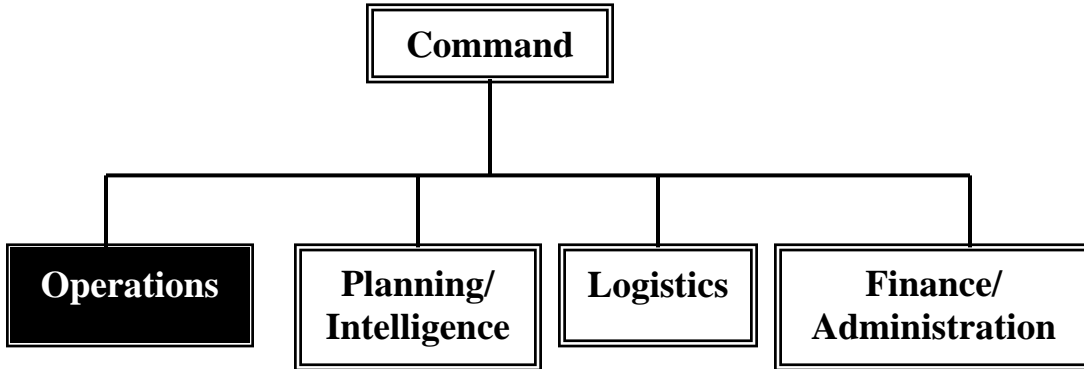 Command
Operations
Planning/
Intelligence
Logistics
Finance/
Administration